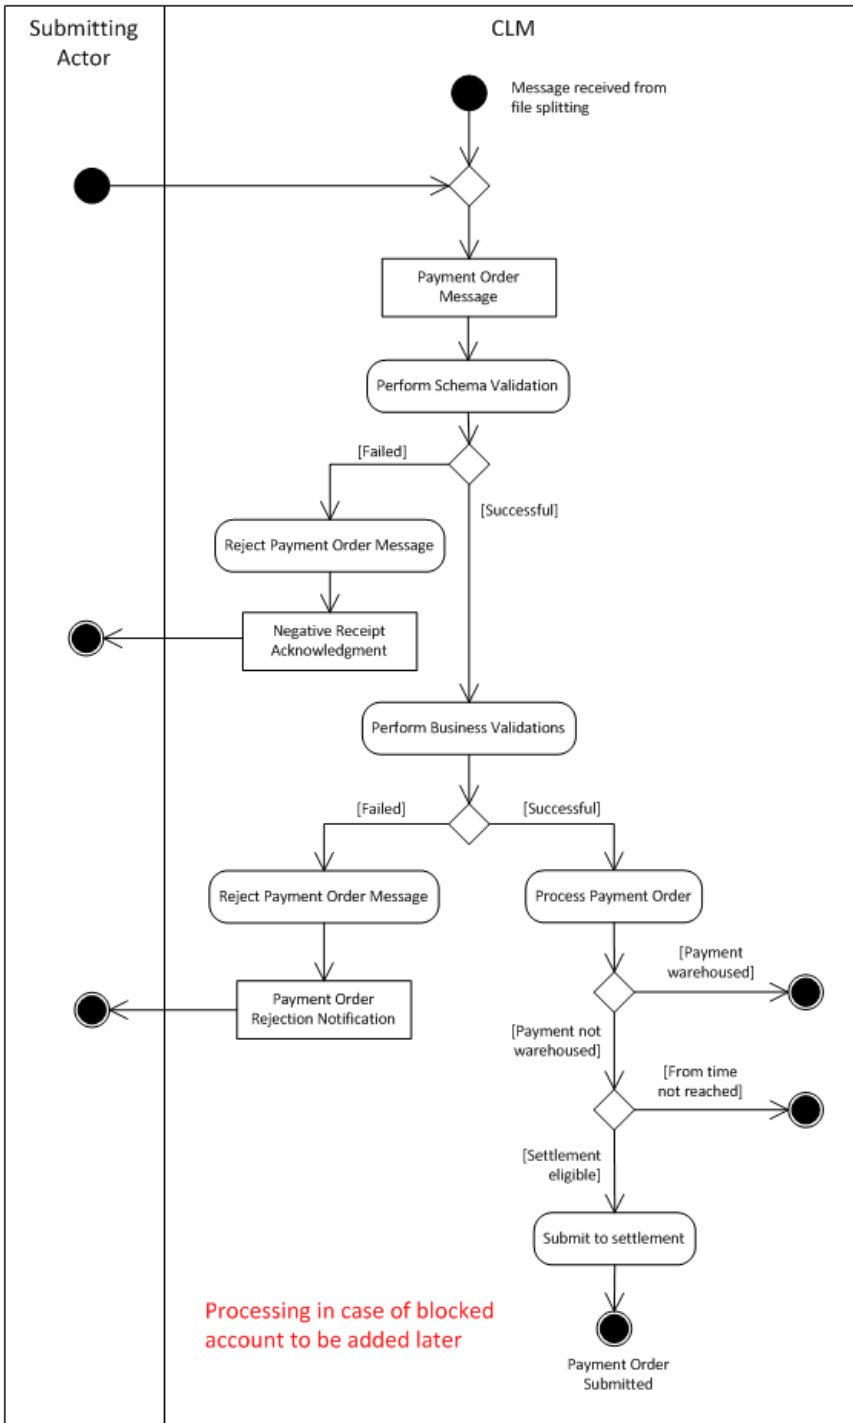 Submitting
Actor
CLM
Message received from
file splitting
Payment Order
Message
Perform Schema Validation
[Failed]
[Successful]
Reject Payment Order Message
Negative Receipt
Acknowledgment
Perform Business Validations
[Failed]
[Successful]
Reject Payment Order Message
Process Payment Order
[Payment
warehoused]
Payment Order
Rejection Notification
[Payment not
warehoused]
[From time
not reached]
[Settlement
eligible]
Submit to settlement
Processing in case of blocked
account to be added later
Payment Order
Submitted